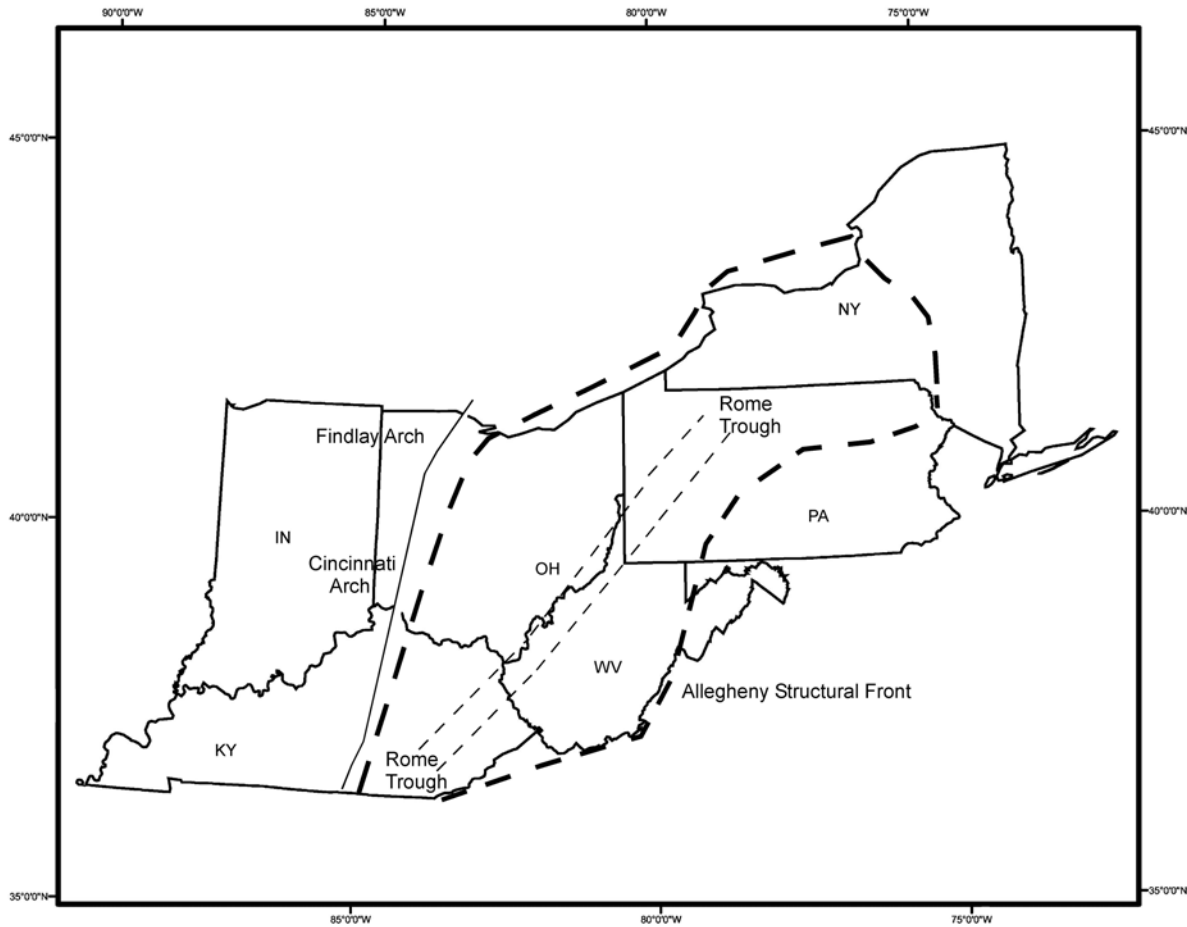 90°0'0"W 85°0'0"W 80°0'0"W 75°0'0"W
45°0'0"N 45°0'0"N
NY
Rome
Trough
Findlay Arch
40°0'0"N 40°0'0"N
PA
IN
Cincinnati
Arch
OH
WV
Allegheny Structural Front
KY
Rome
Trough
35°0'0"N 35°0'0"N
85°0'0"W 80°0'0"W 75°0'0"W